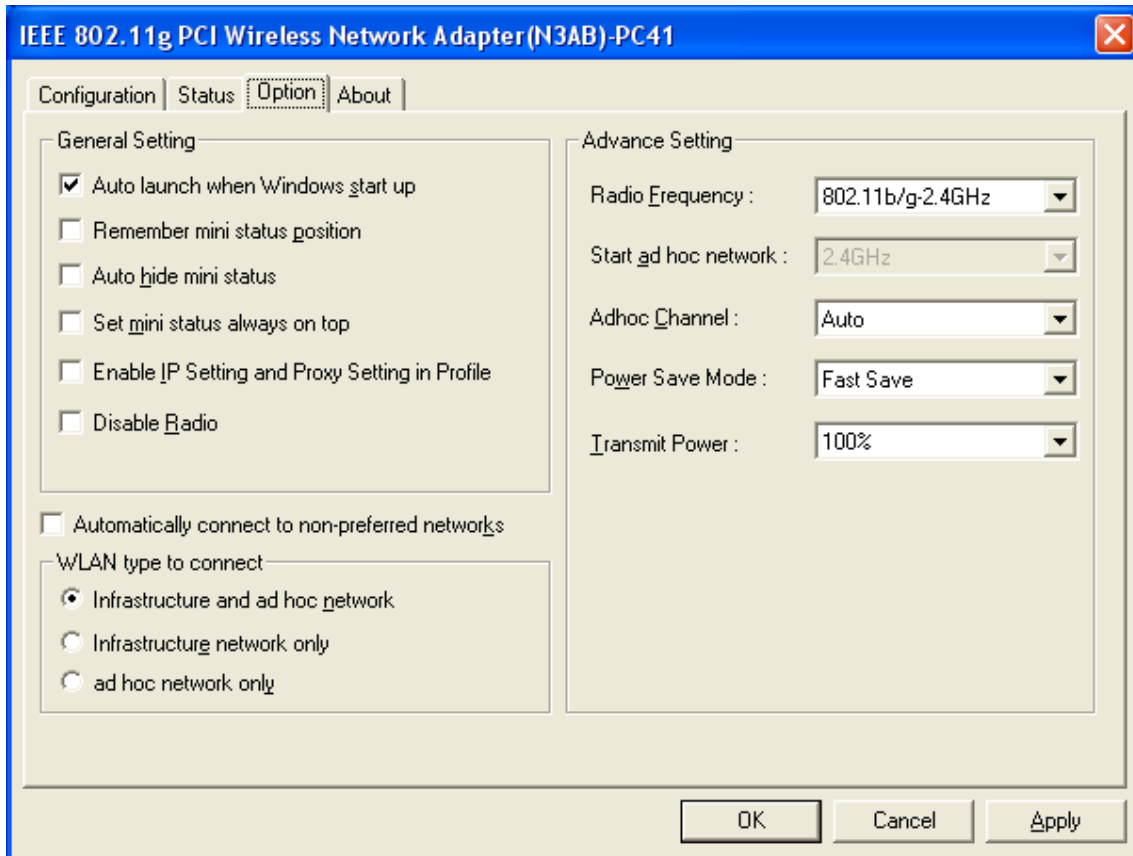 IEEE 802.11g PCI Wireless Network Adapter(N3AB)-PC41
Configuration
Status
Option
About
General Setting
Auto launch when Windows start up
Remember mini status position
Auto hide mini status
Set mini status always on top
Enable IP Setting and Proxy Setting in Profile
Disable Radio
Automatically connect to non-preferred networks
WLAN type to connect
Infrastructure and ad hoc network
Infrastructure network only
ad hoc network only
Advance Setting
Radio Frequency : 802.11b/g-2.4GHz
Start ad hoc network : 2.4GHz
Adhoc Channel : Auto
Power Save Mode : Fast Save
Transmit Power : 100%
OK
Cancel
Apply